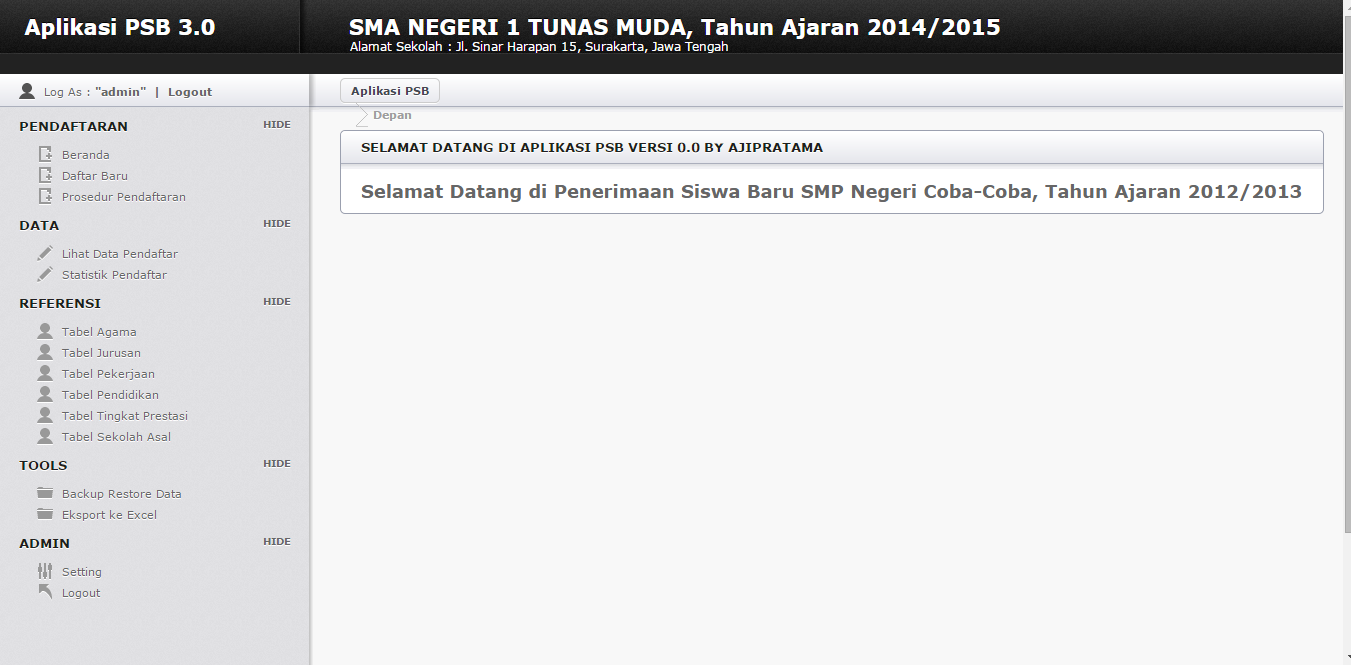 Aplikasi PSB 3.0
SMA NEGERI 1 TUNAS MUDA, Tahun Ajaran 2014/2015
Alamat Sekolah : Jl. Sinar Harapan 15, Surakarta, Jawa Tengah
Log As : "admin" | Logout
Aplikasi PSB
Depan
PENDAFTARAN HIDE
Beranda
Daftar Baru
Prosedur Pendaftaran
DATA HIDE
Lihat Data Pendaftar
Statistik Pendaftar
REFERENSI HIDE
Tabel Agama
Tabel Jurusan
Tabel Pekerjaan
Tabel Pendidikan
Tabel Tingkat Prestasi
Tabel Sekolah Asal
TOOLS HIDE
Backup Restore Data
Eksport ke Excel
ADMIN HIDE
Setting
Logout
SELAMAT DATANG DI APLIKASI PSB VERSI 0.0 BY AJIPRATAMA
Selamat Datang di Penerimaan Siswa Baru SMP Negeri Coba-Coba, Tahun Ajaran 2012/2013